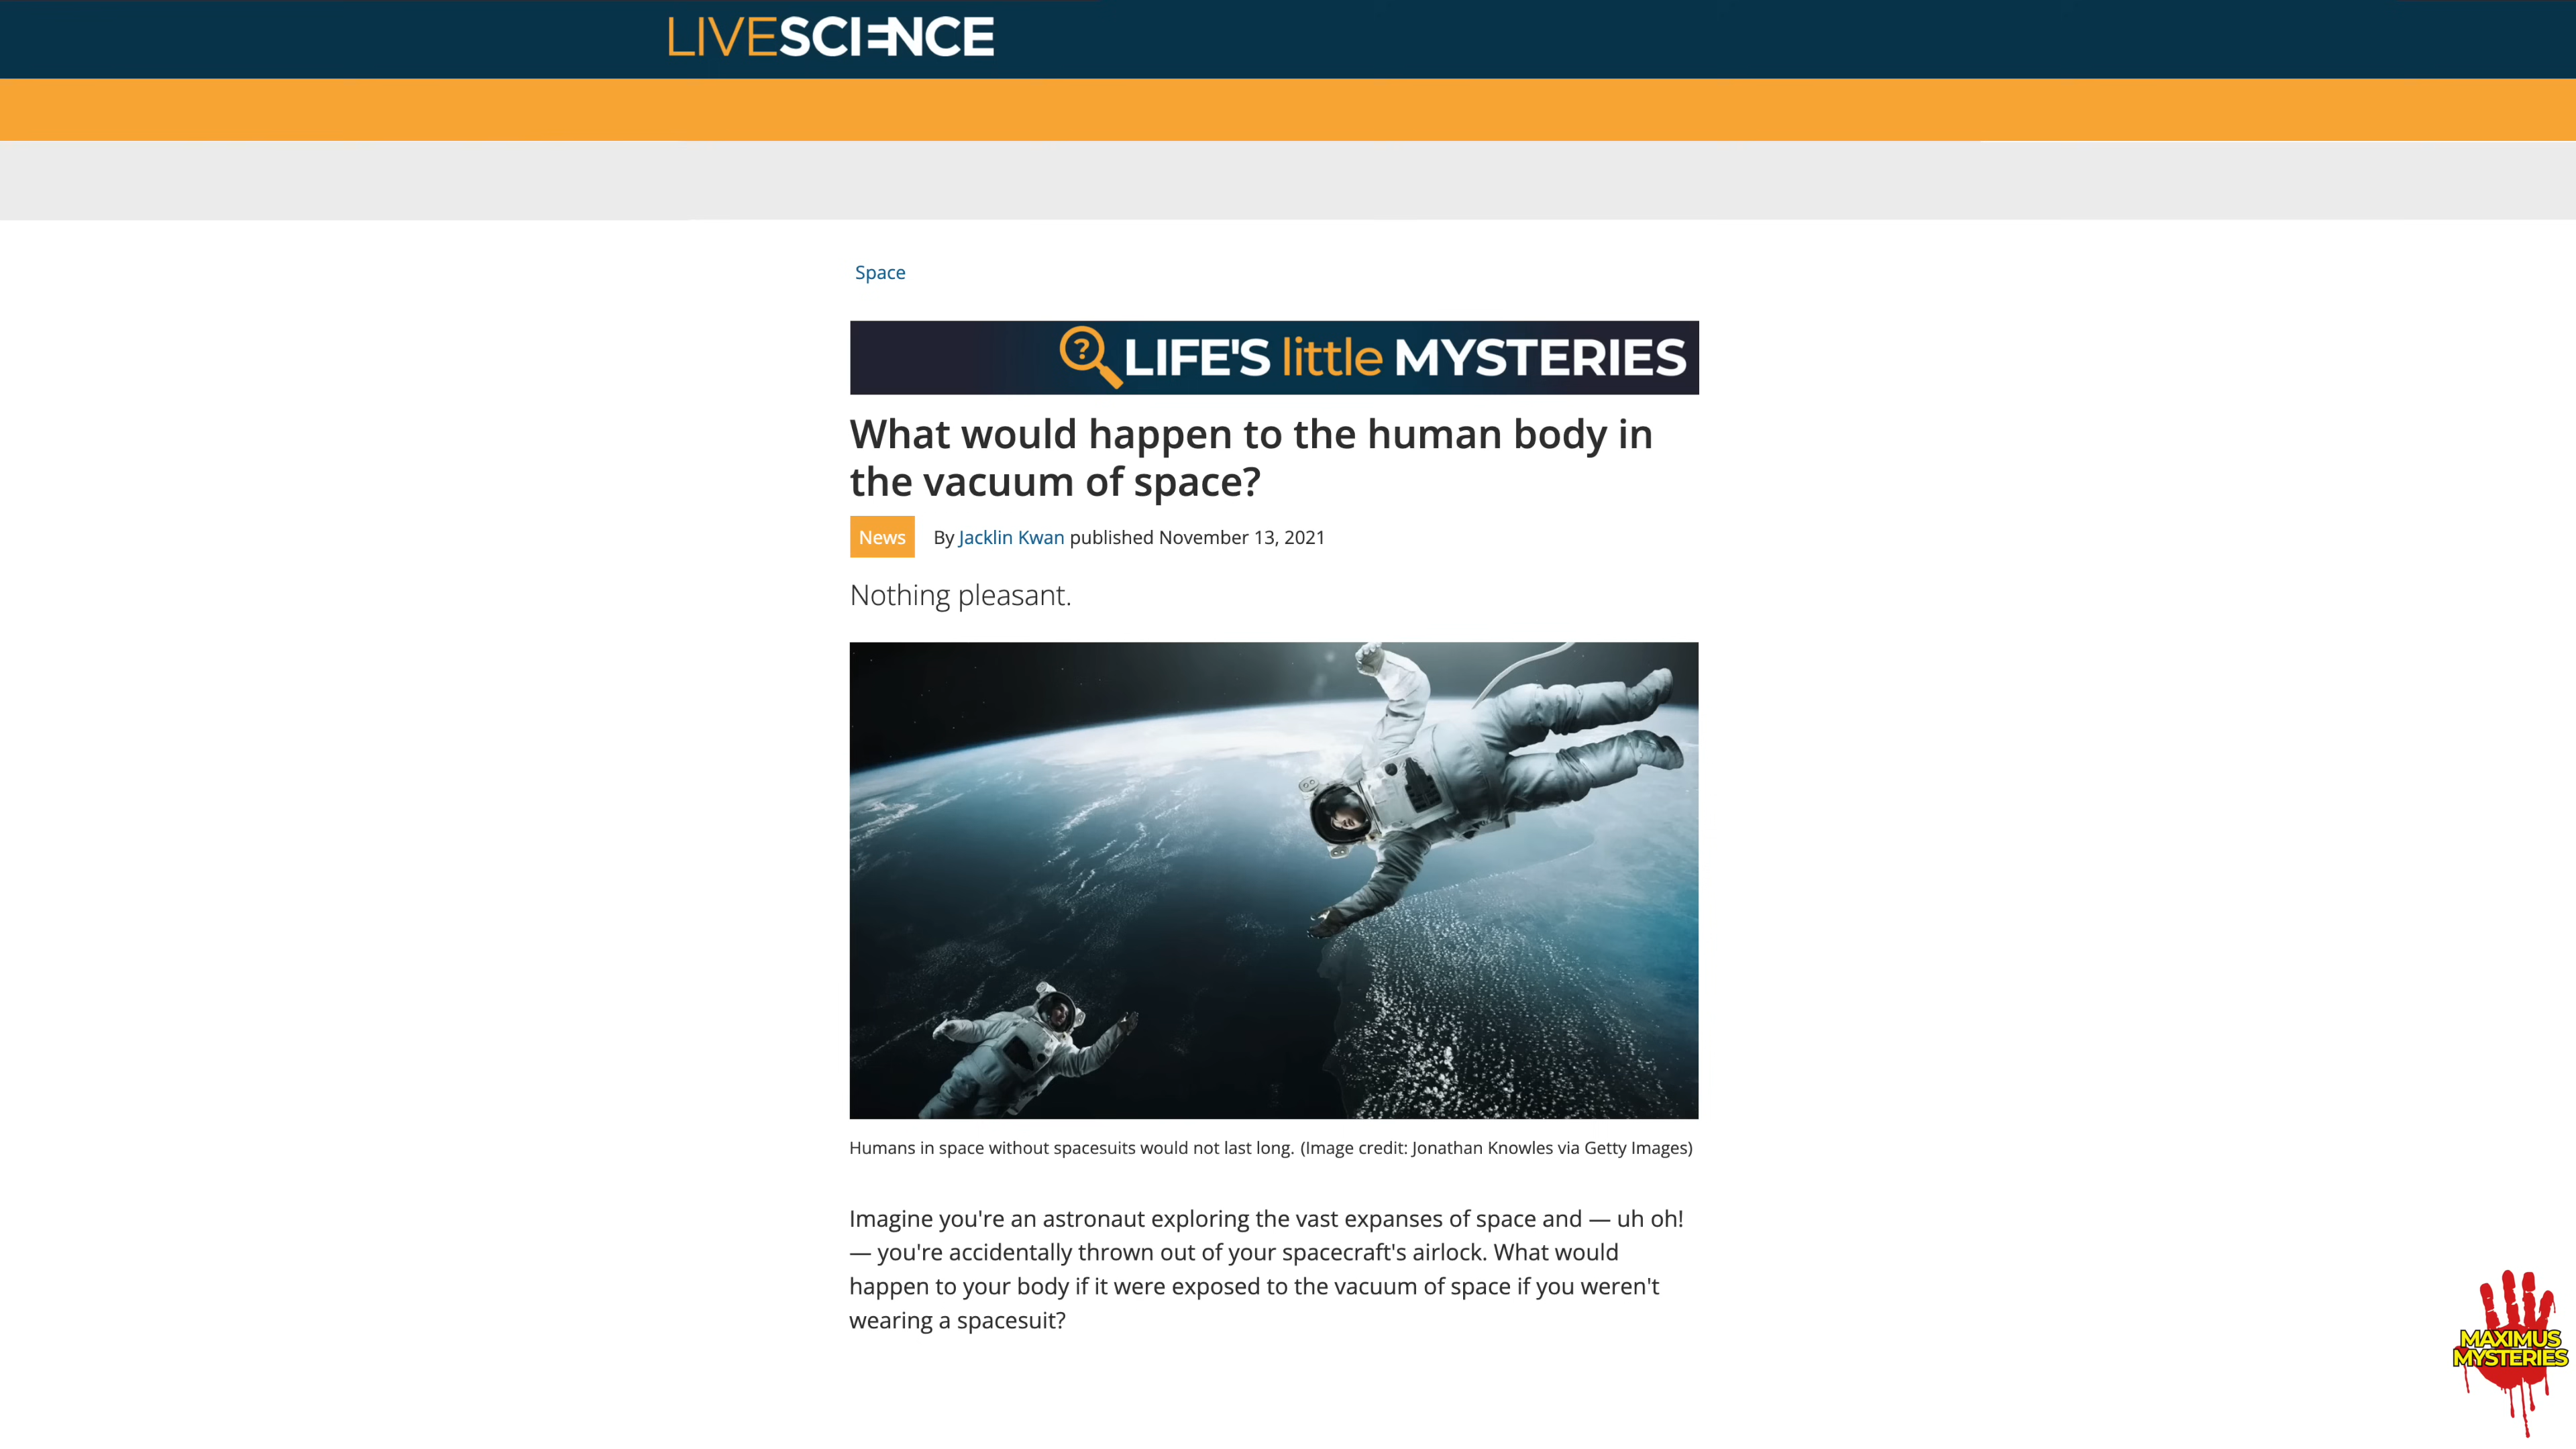 LIVESCIENCE
Space
? LIFE'S little MYSTERIES
What would happen to the human body in
the vacuum of space?
News By Jacklin Kwan published November 13, 2021
Nothing pleasant.
Humans in space without spacesuits would not last long. (Image credit: Jonathan Knowles via Getty Images)
Imagine you're an astronaut exploring the vast expanses of space and — uh oh!
— you're accidentally thrown out of your spacecraft's airlock. What would
happen to your body if it were exposed to the vacuum of space if you weren't
wearing a spacesuit?
MAXIMUS
MYSTERIES